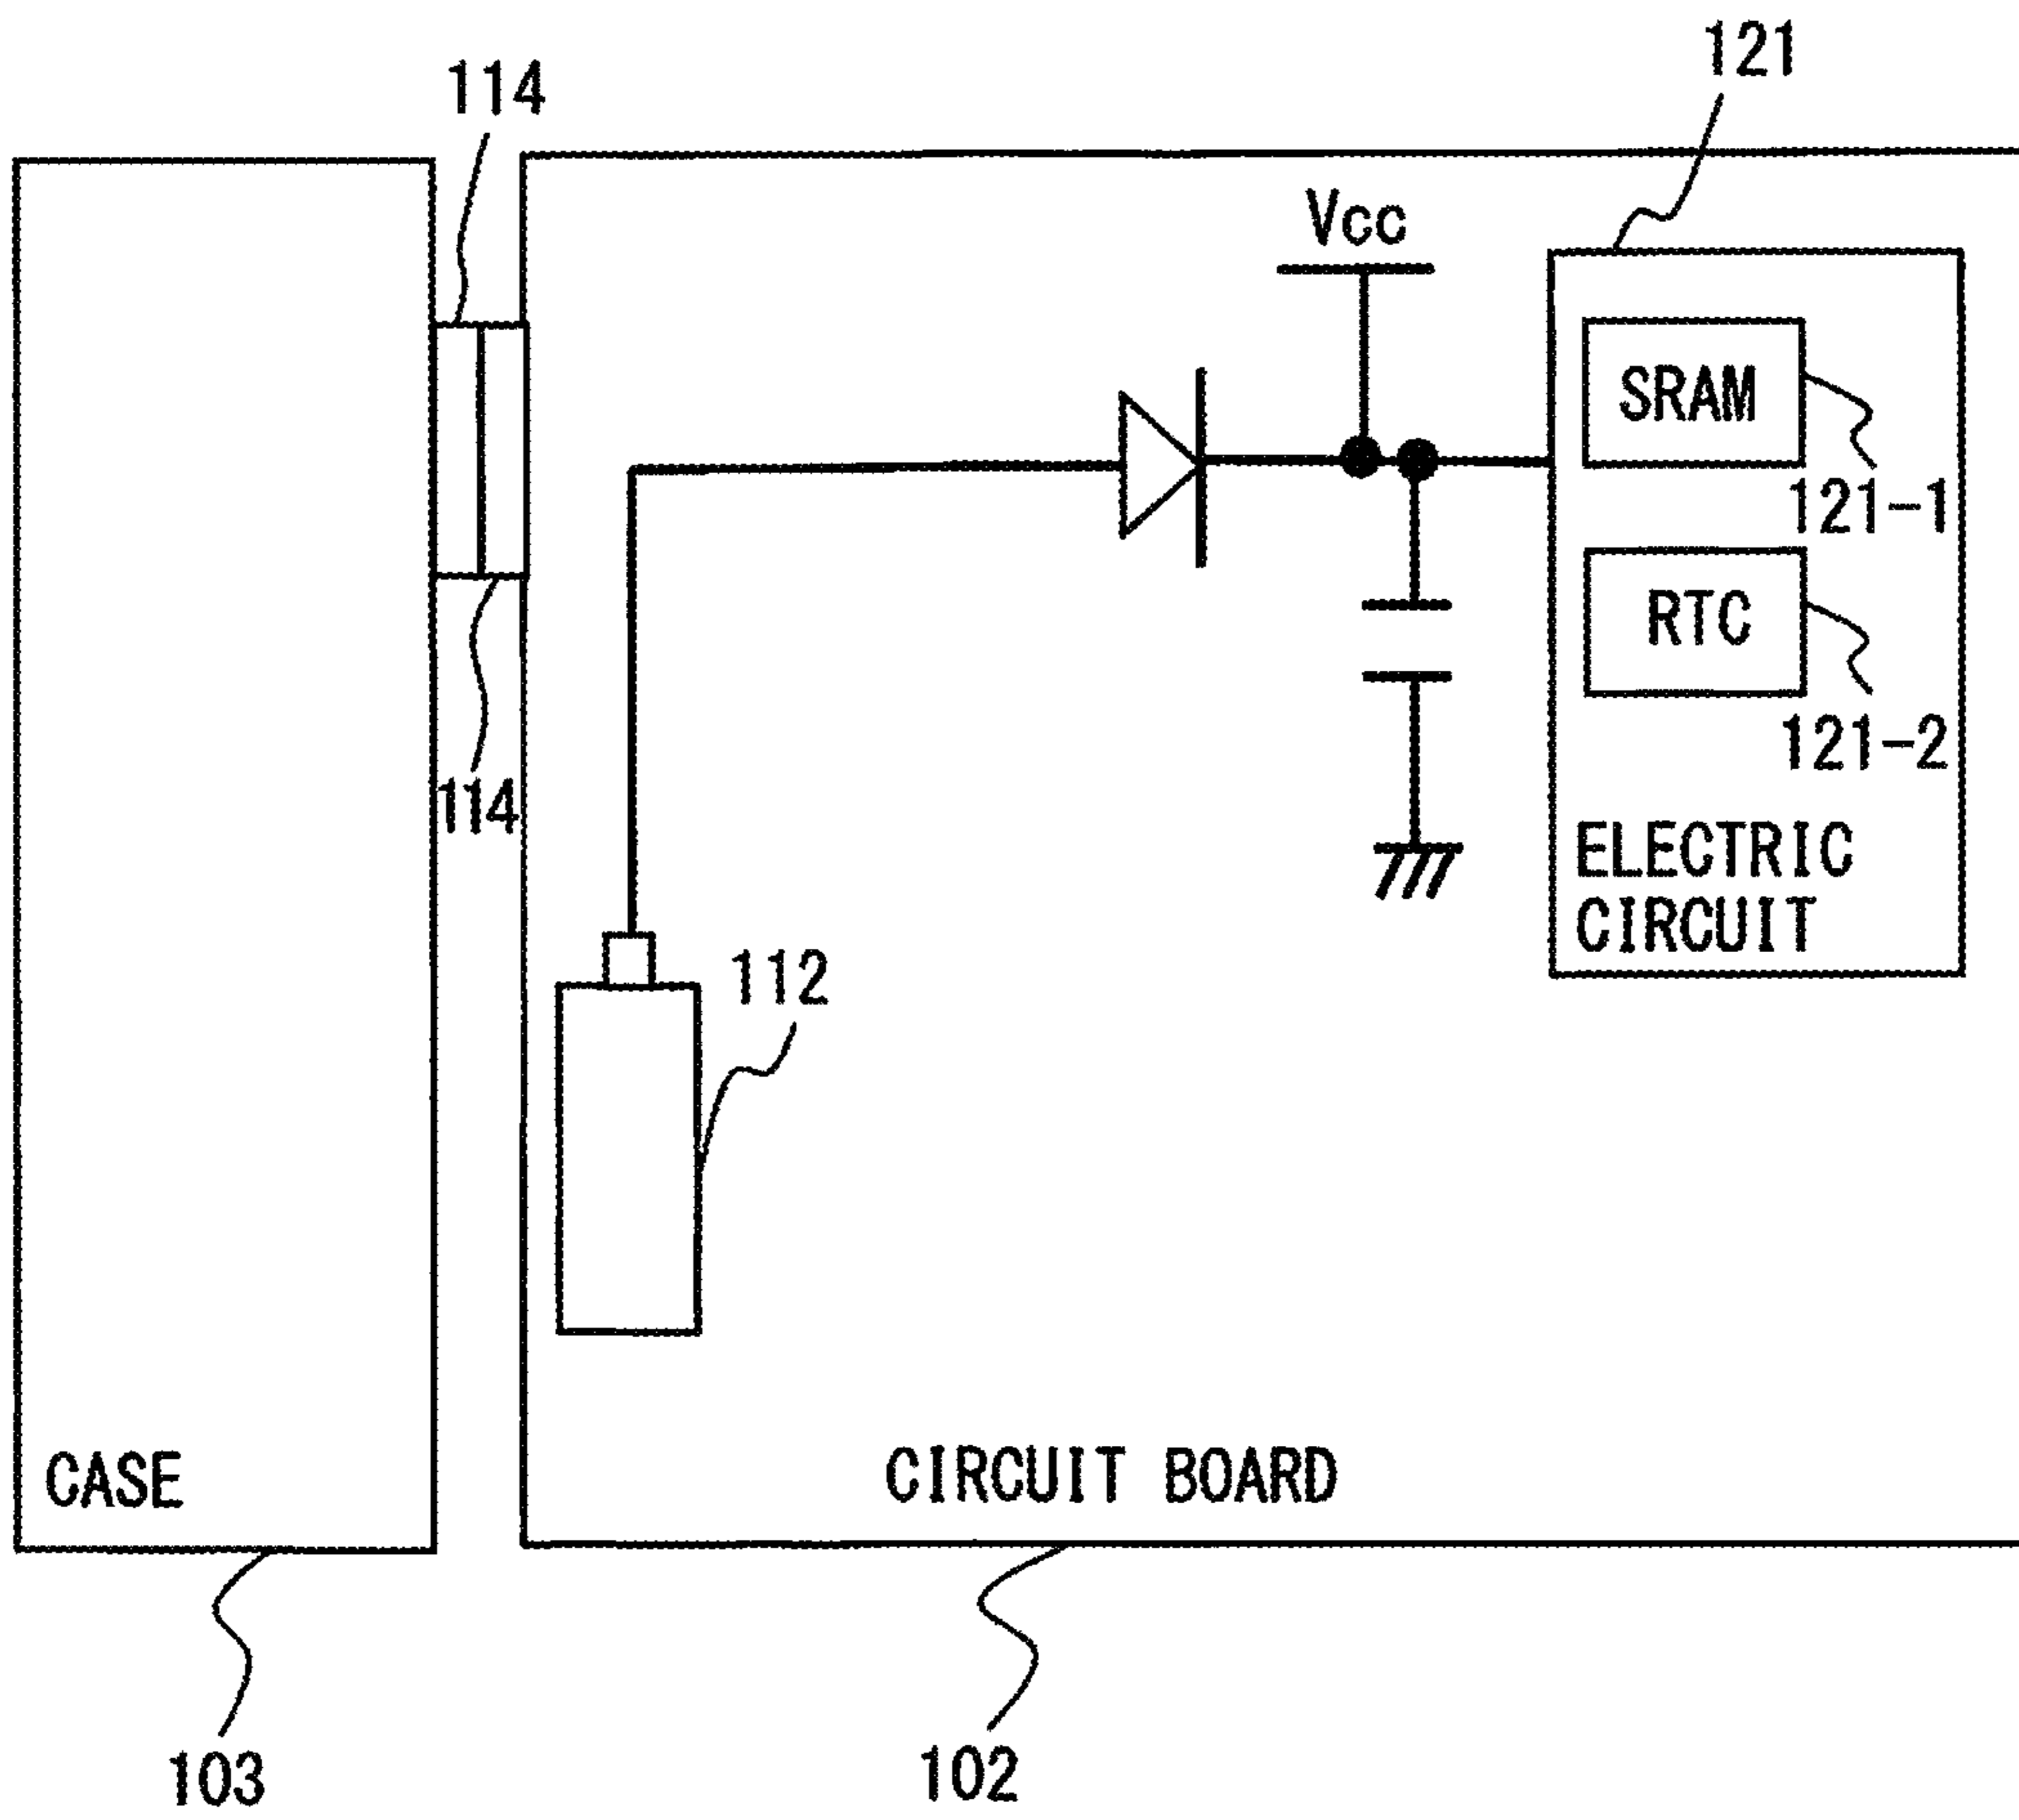 121
114
Vcc
SRAM
121-1
RTC
121-2
114
ELECTRIC
CIRCUIT
112
CASE
CIRCUIT BOARD
103
102